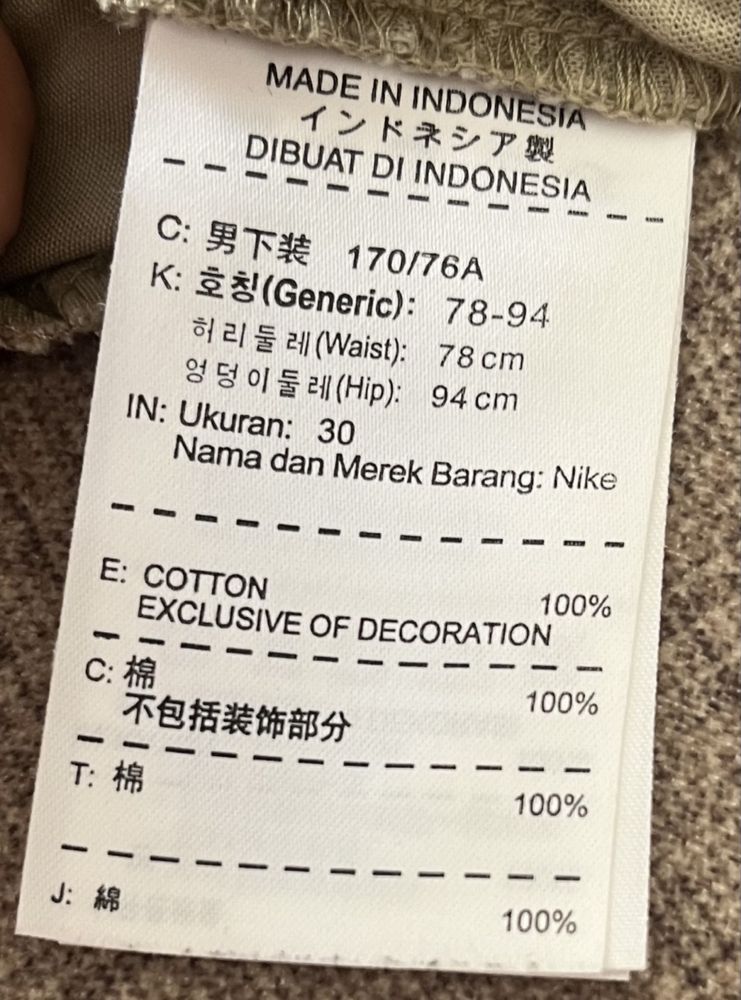 MADE IN INDONESIA
インドネシア製
DIBUAT DI INDONESIA
C: 男下装 170/76A
K: 호칭(Generic): 78-94
허리둘레(Waist): 78 cm
엉덩이둘레(Hip): 94 cm
IN: Ukuran: 30
Nama dan Merek Barang: Nike
E: COTTON 100%
EXCLUSIVE OF DECORATION
C: 棉 100%
不包括装饰部分
T: 棉 100%
J: 綿 100%